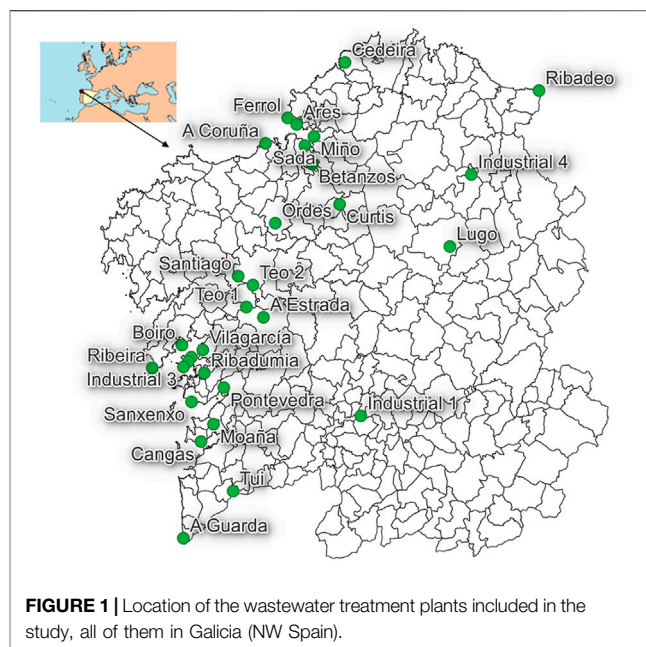 Cedeira
Ribadeo
Ferrol
Ares
A Coruña
Miño
Sada
Industrial 4
Betanzos
Curtis
Ordes
Lugo
Santiago
Teo 2
Teo 1
A Estrada
Boiro
Vilagarcía
Ribeira
Ribadumia
Industrial 3
Pontevedra
Industrial 1
Sanxenxo
Moaña
Cangas
Tui
A Guarda
FIGURE 1 | Location of the wastewater treatment plants included in the
study, all of them in Galicia (NW Spain).